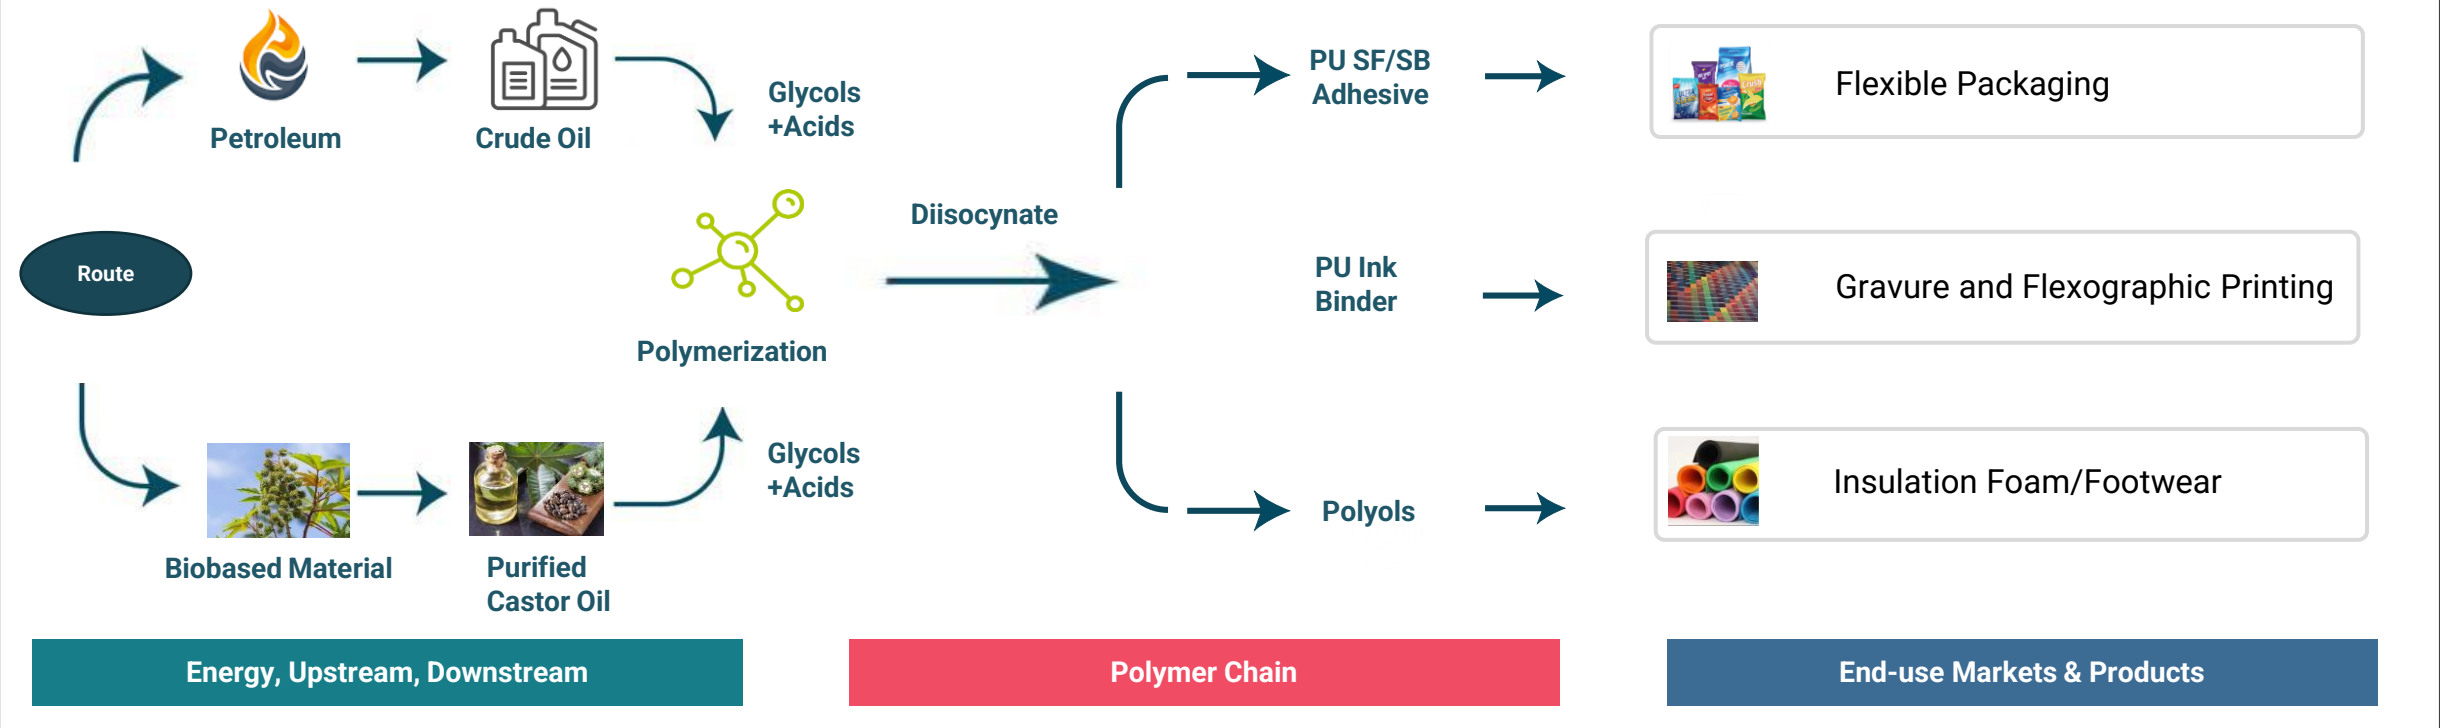 Petroleum
Crude Oil
Glycols
+Acids
PU SF/SB
Adhesive
Flexible Packaging
Route
Polymerization
Diisocynate
PU Ink
Binder
Gravure and Flexographic Printing
Biobased Material
Purified
Castor Oil
Glycols
+Acids
Polyols
Insulation Foam/Footwear
Energy, Upstream, Downstream
Polymer Chain
End-use Markets & Products